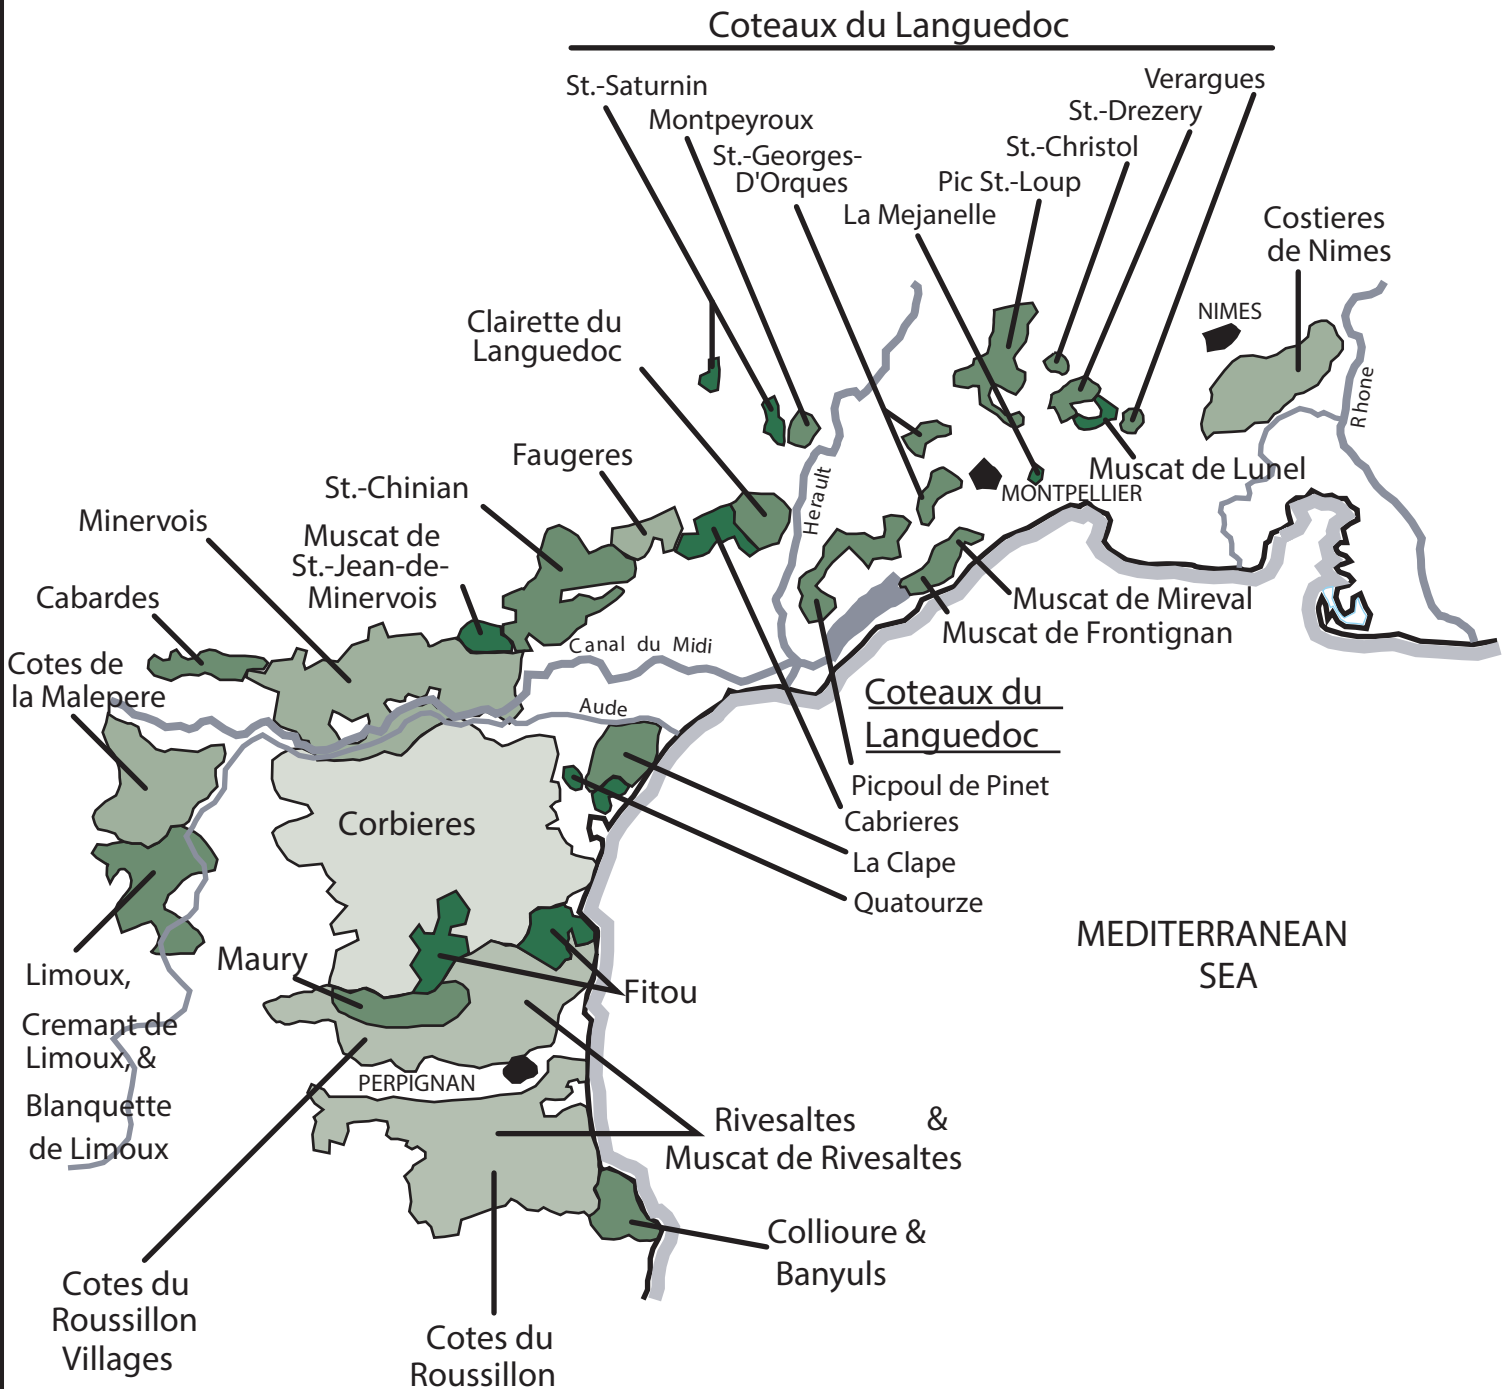 Coteaux du Languedoc
St.-Saturnin
Montpeyroux
St.-Georges-
D'Orques
La Mejanelle
Pic St.-Loup
St.-Christol
St.-Drezery
Verargues
Costieres
de Nimes
NIMES
Rhone
Clairette du
Languedoc
Faugeres
St.-Chinian
Minervois
Muscat de
St.-Jean-de-
Minervois
Cabardes
Cotes de
la Malepere
Herault
MONTPELLIER
Muscat de Lunel
Muscat de Mireval
Muscat de Frontignan
Canal du Midi
Aude
Coteaux du
Languedoc
Picpoul de Pinet
Cabrieres
La Clape
Quatourze
Corbieres
MEDITERRANEAN
SEA
Limoux,
Cremant de
Limoux, &
Blanquette
de Limoux
Maury
Fitou
PERPIGNAN
Rivesaltes &
Muscat de Rivesaltes
Collioure &
Banyuls
Cotes du
Roussillon
Villages
Cotes du
Roussillon